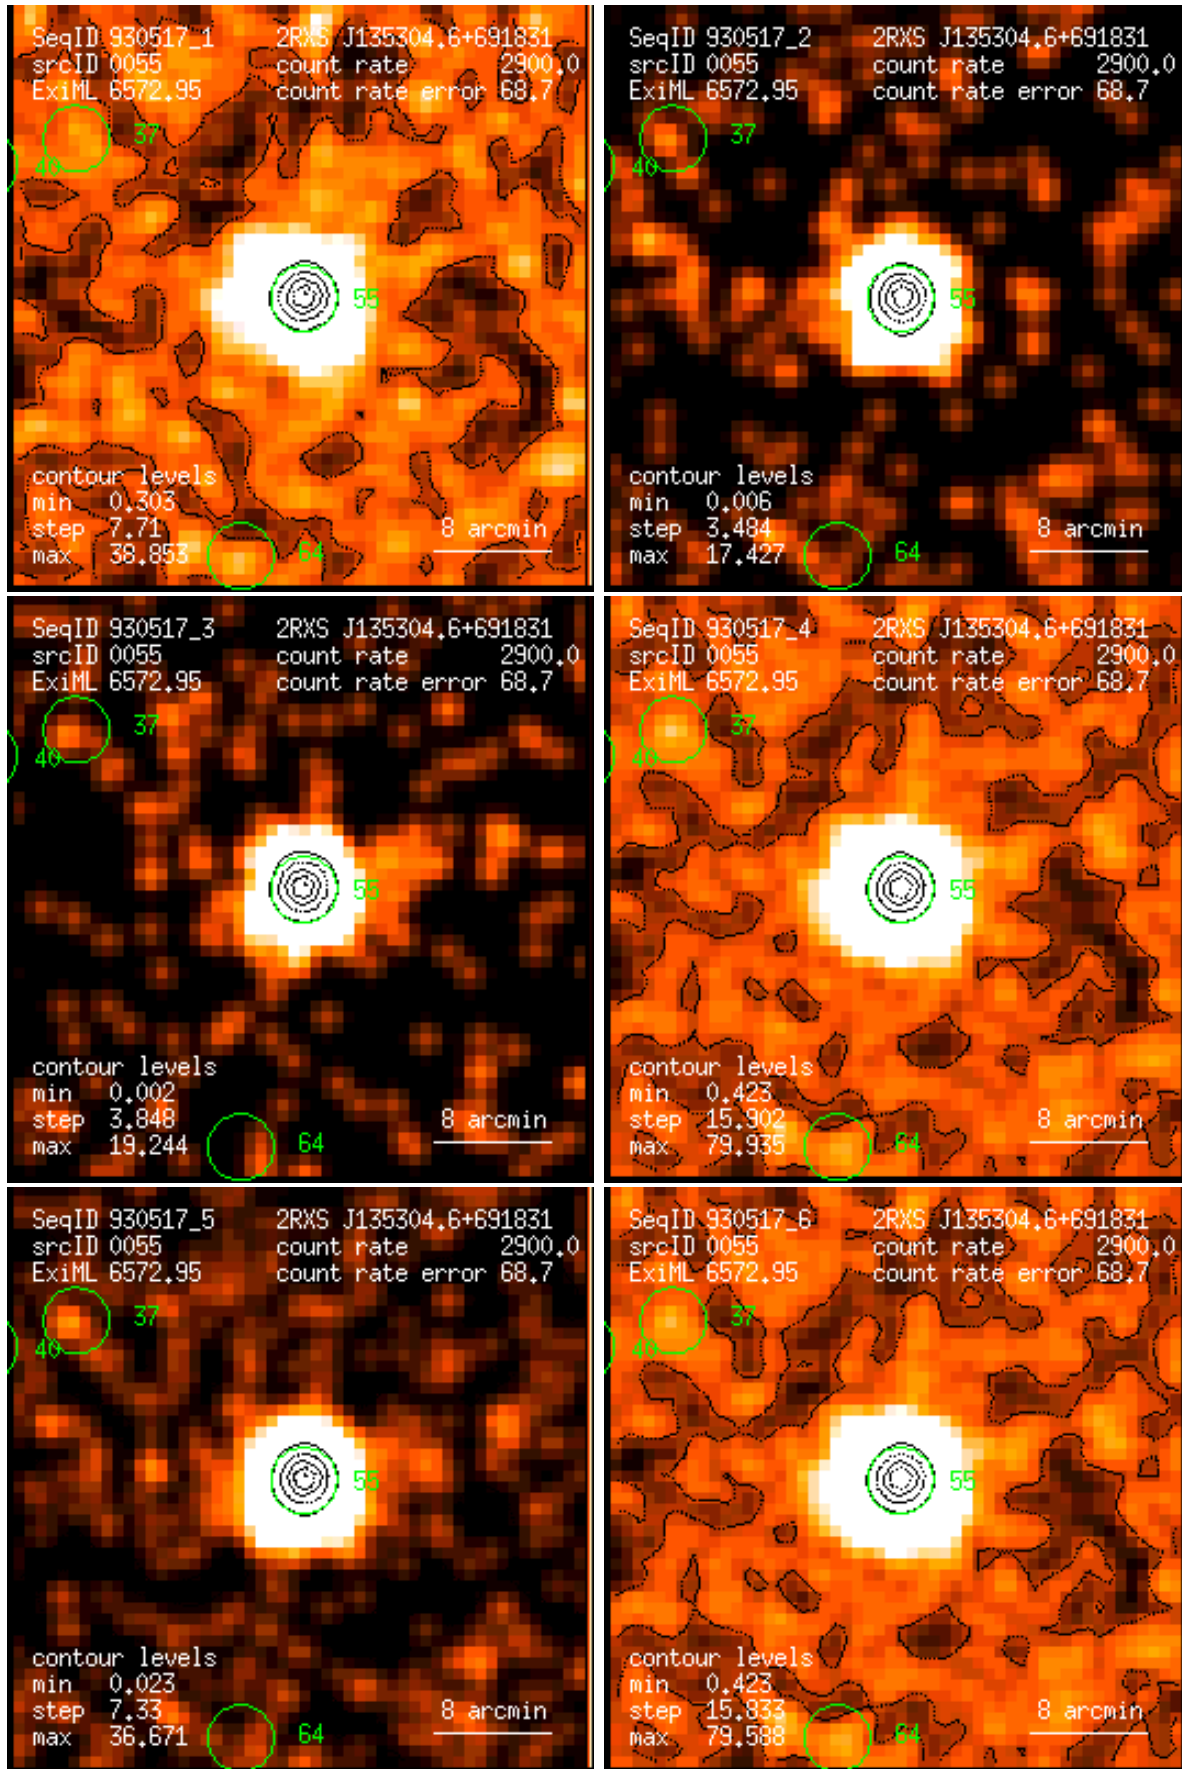 SeqID 930517_1 2RXS J135304.6+691831
srcID 0055 count rate 2900.0
ExiML 6572.95 count rate error 68.7
37
40
55
contour levels
min 0.303
step 7.71 8 arcmin
max 38.853 64
SeqID 930517_2 2RXS J135304.6+691831
srcID 0055 count rate 2900.0
ExiML 6572.95 count rate error 68.7
37
40
55
contour levels
min 0.006
step 3.484 8 arcmin
max 17.427 64
SeqID 930517_3 2RXS J135304.6+691831
srcID 0055 count rate 2900.0
ExiML 6572.95 count rate error 68.7
37
40
55
contour levels
min 0.002
step 3.848 8 arcmin
max 19.244 64
SeqID 930517_4 2RXS J135304.6+691831
srcID 0055 count rate 2900.0
ExiML 6572.95 count rate error 68.7
37
40
55
contour levels
min 0.423
step 15.902 8 arcmin
max 79.935 64
SeqID 930517_5 2RXS J135304.6+691831
srcID 0055 count rate 2900.0
ExiML 6572.95 count rate error 68.7
37
40
55
contour levels
min 0.023
step 7.33 8 arcmin
max 36.671 64
SeqID 930517_6 2RXS J135304.6+691831
srcID 0055 count rate 2900.0
ExiML 6572.95 count rate error 68.7
37
40
55
contour levels
min 0.423
step 15.833 8 arcmin
max 79.588 64